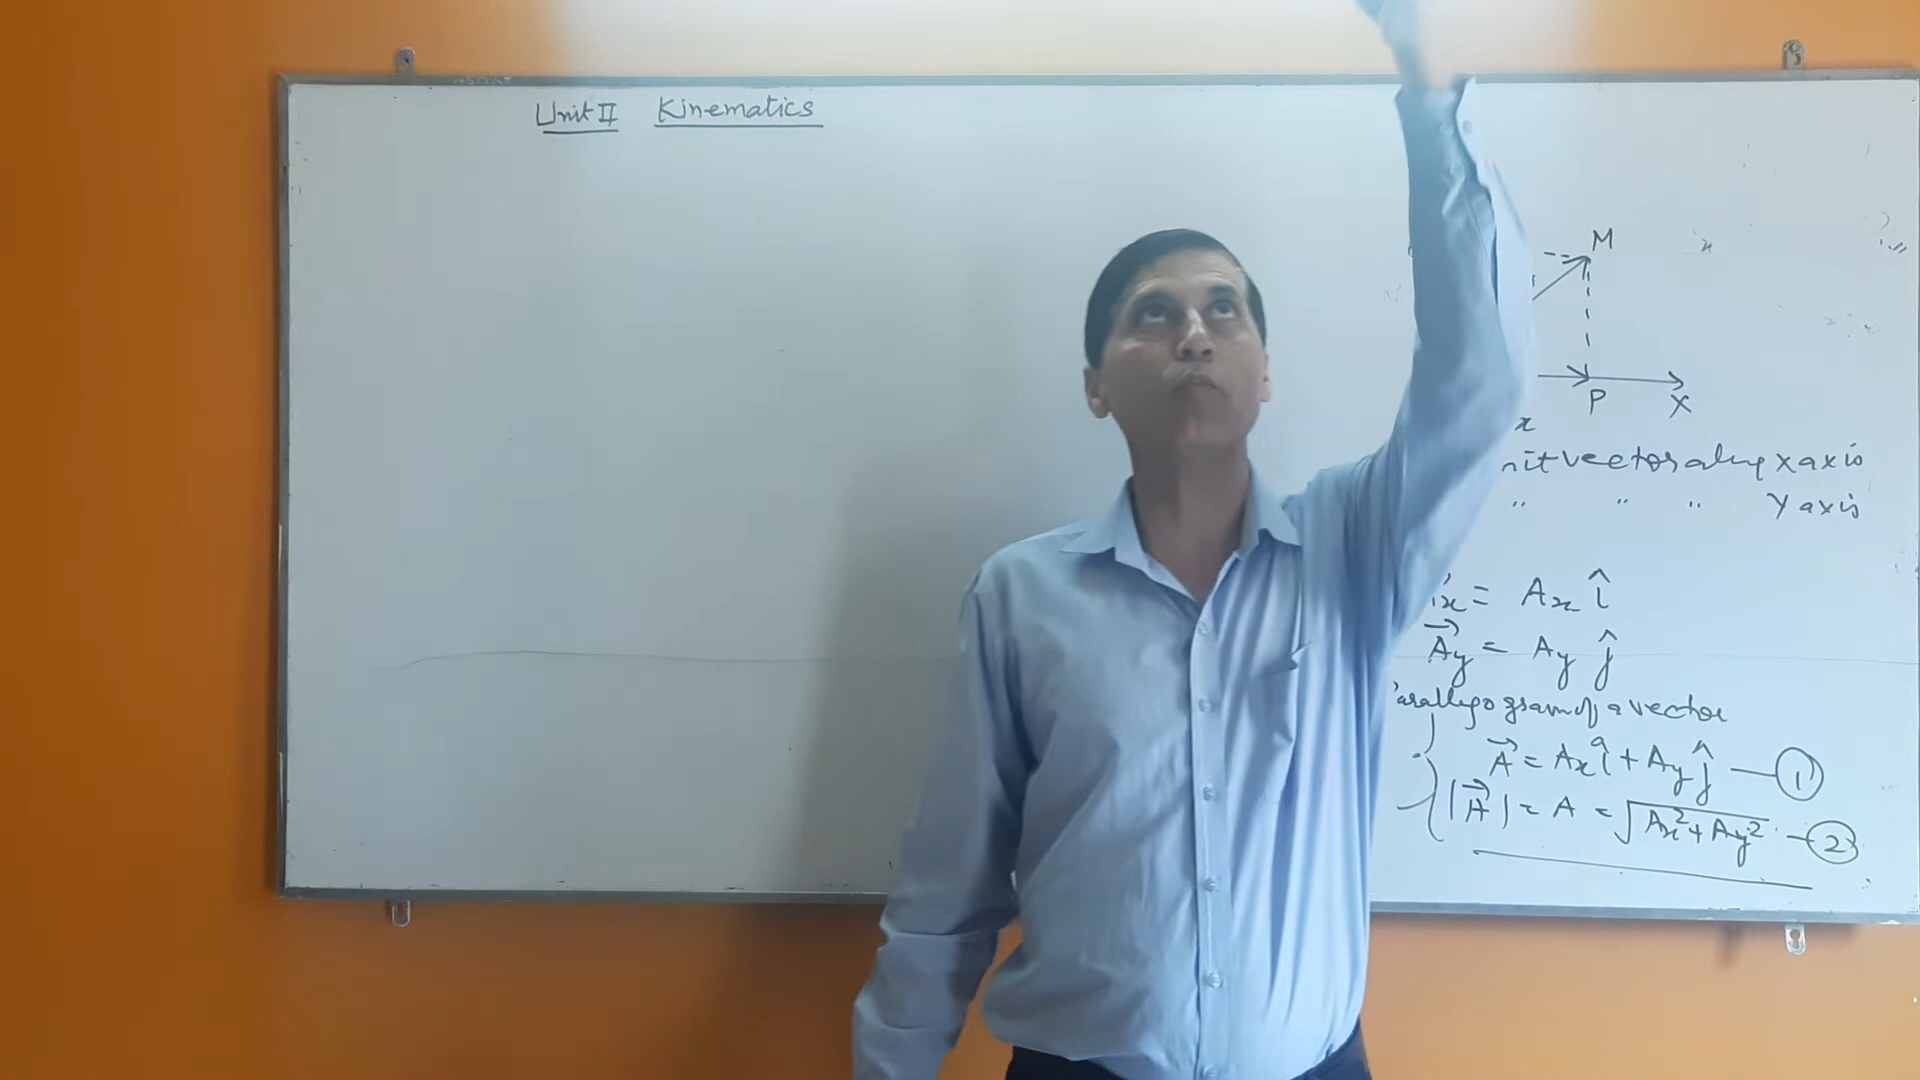 Unit II Kinematics
M
P X
x
nit vector along X axis
" " " Y axis
x = Ax î
A⃗y = Ay ĵ
arallelogram of a vector
A⃗ = Ax î + Ay ĵ — ①
|A⃗| = A = √Ax² + Ay² — ②